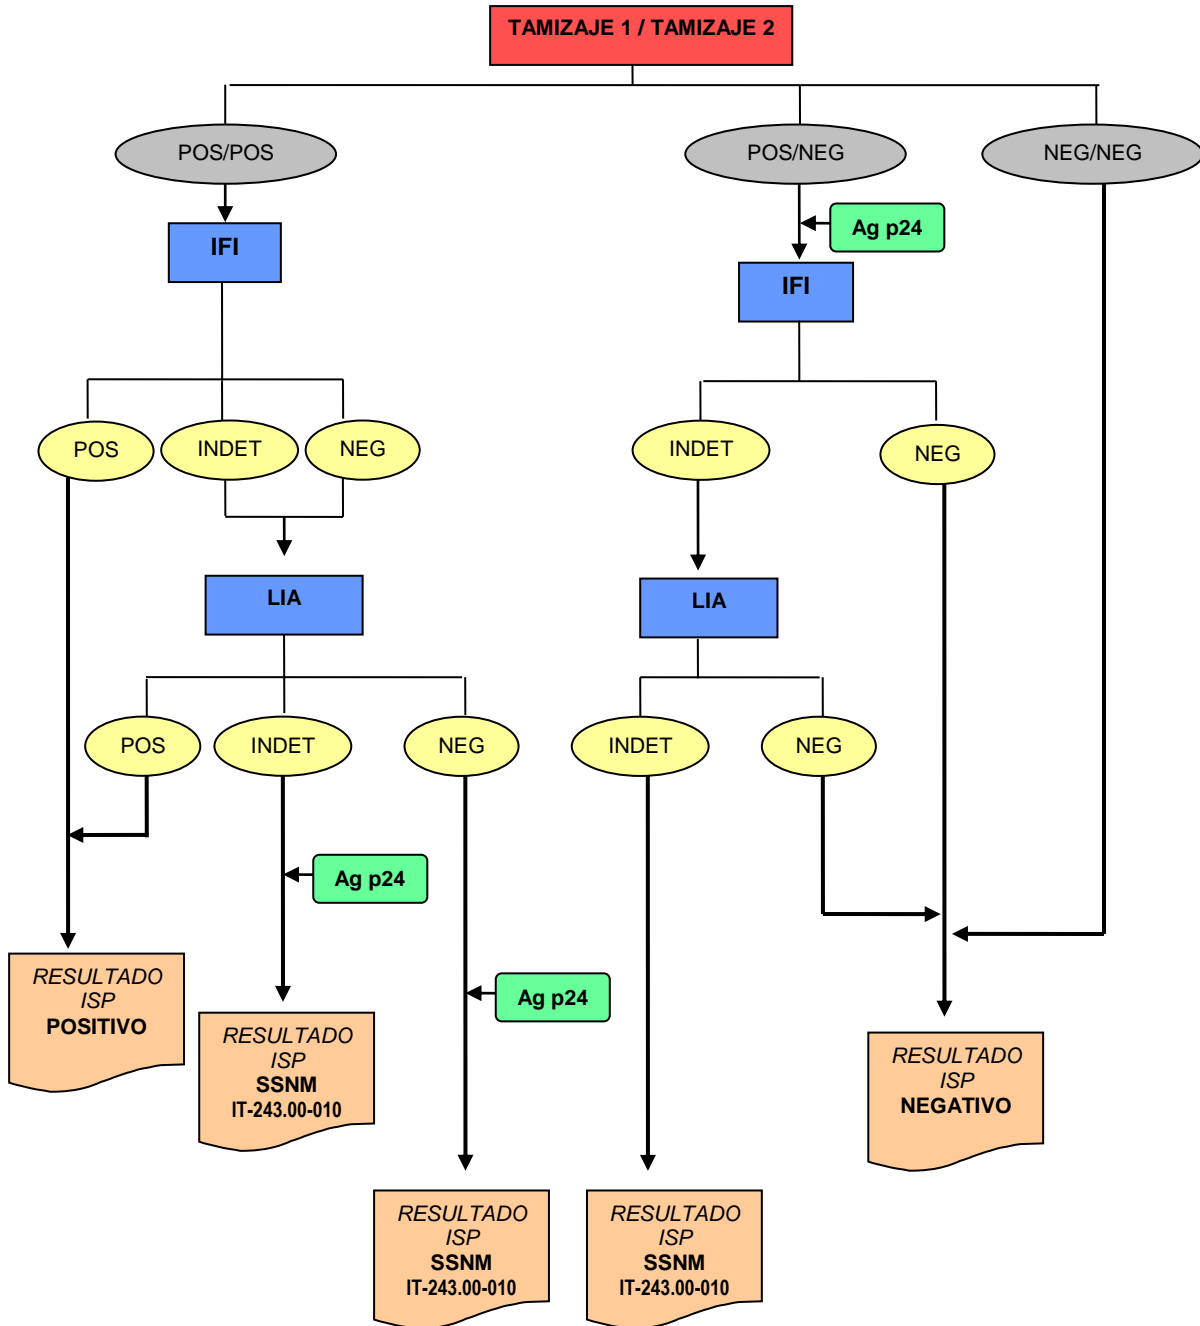 TAMIZAJE 1 / TAMIZAJE 2
POS/POS
POS/NEG
NEG/NEG
Ag p24
IFI
IFI
POS
INDET
NEG
INDET
NEG
LIA
LIA
POS
INDET
NEG
INDET
NEG
Ag p24
Ag p24
RESULTADO
ISP
POSITIVO
RESULTADO
ISP
SSNM
IT-243.00-010
RESULTADO
ISP
NEGATIVO
RESULTADO
ISP
SSNM
IT-243.00-010
RESULTADO
ISP
SSNM
IT-243.00-010